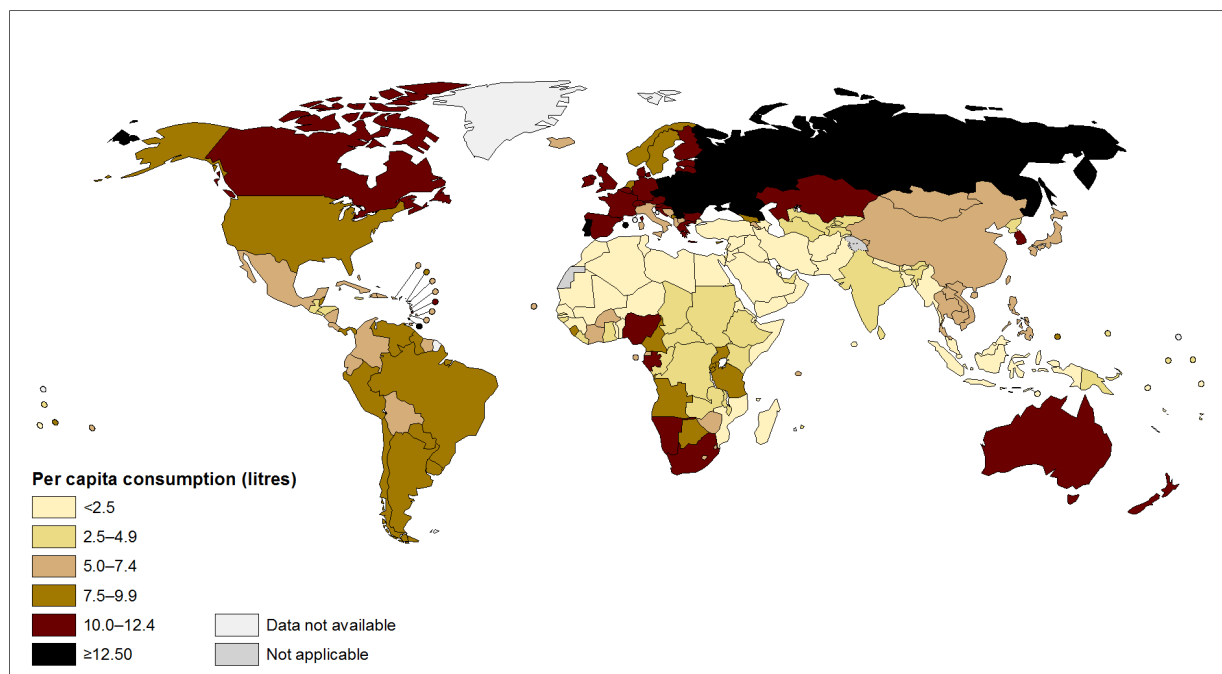 Per capita consumption (litres)
<2.5
2.5–4.9
5.0–7.4
7.5–9.9
10.0–12.4
≥12.50
Data not available
Not applicable